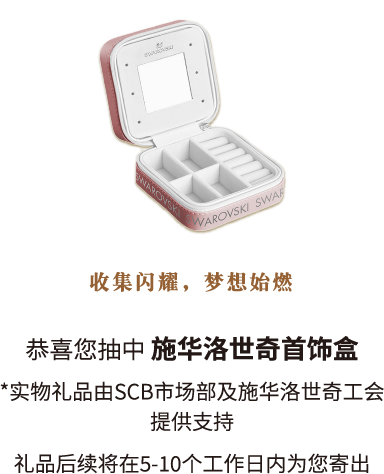 SWAROVSKI
SWAROVSKI
WAROVSKI SWAR
收集闪耀，梦想始燃
恭喜您抽中 施华洛世奇首饰盒
*实物礼品由SCB市场部及施华洛世奇工会
提供支持
礼品后续将在5-10个工作日内为您寄出